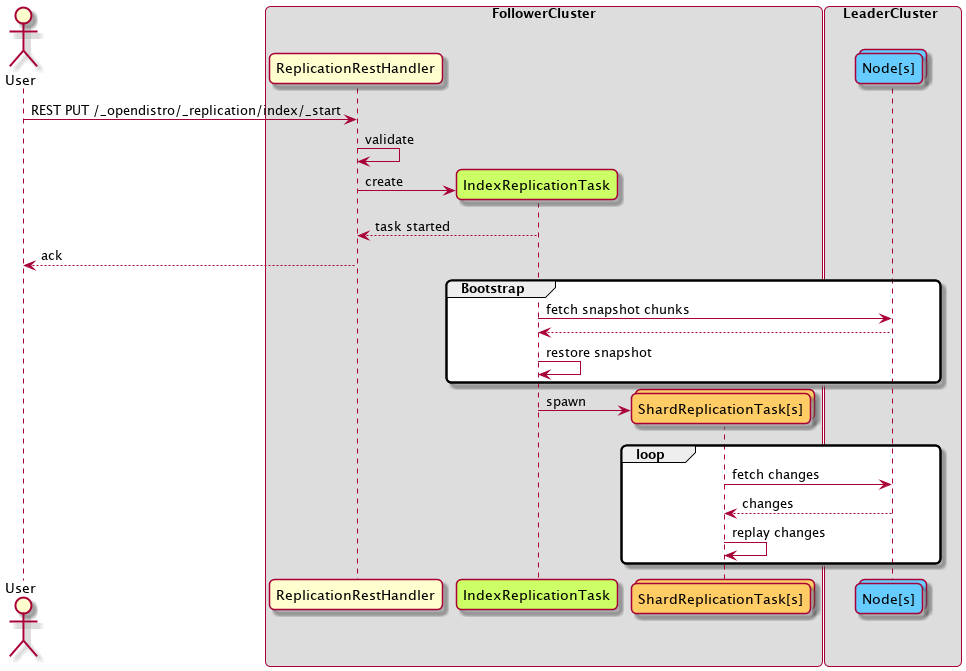 FollowerCluster
LeaderCluster
User
ReplicationRestHandler
Node[s]
REST PUT /_opendistro/_replication/index/_start
validate
create
IndexReplicationTask
task started
ack
Bootstrap
fetch snapshot chunks
restore snapshot
spawn
ShardReplicationTask[s]
loop
fetch changes
changes
replay changes
User
ReplicationRestHandler
IndexReplicationTask
ShardReplicationTask[s]
Node[s]